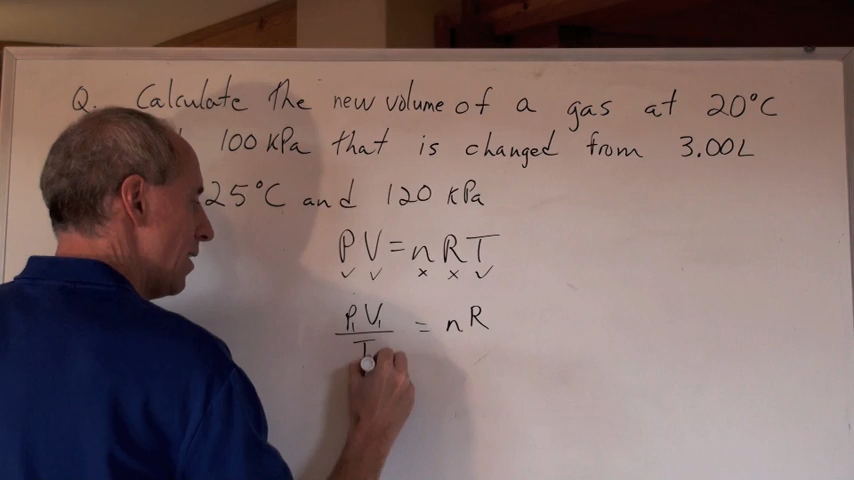 Q. Calculate the new volume of a gas at 20°C
100 KPa that is changed from 3.00L
25°C and 120 KPa
PV=nRT
✓ ✓ x x ✓
P₁V₁/T = nR